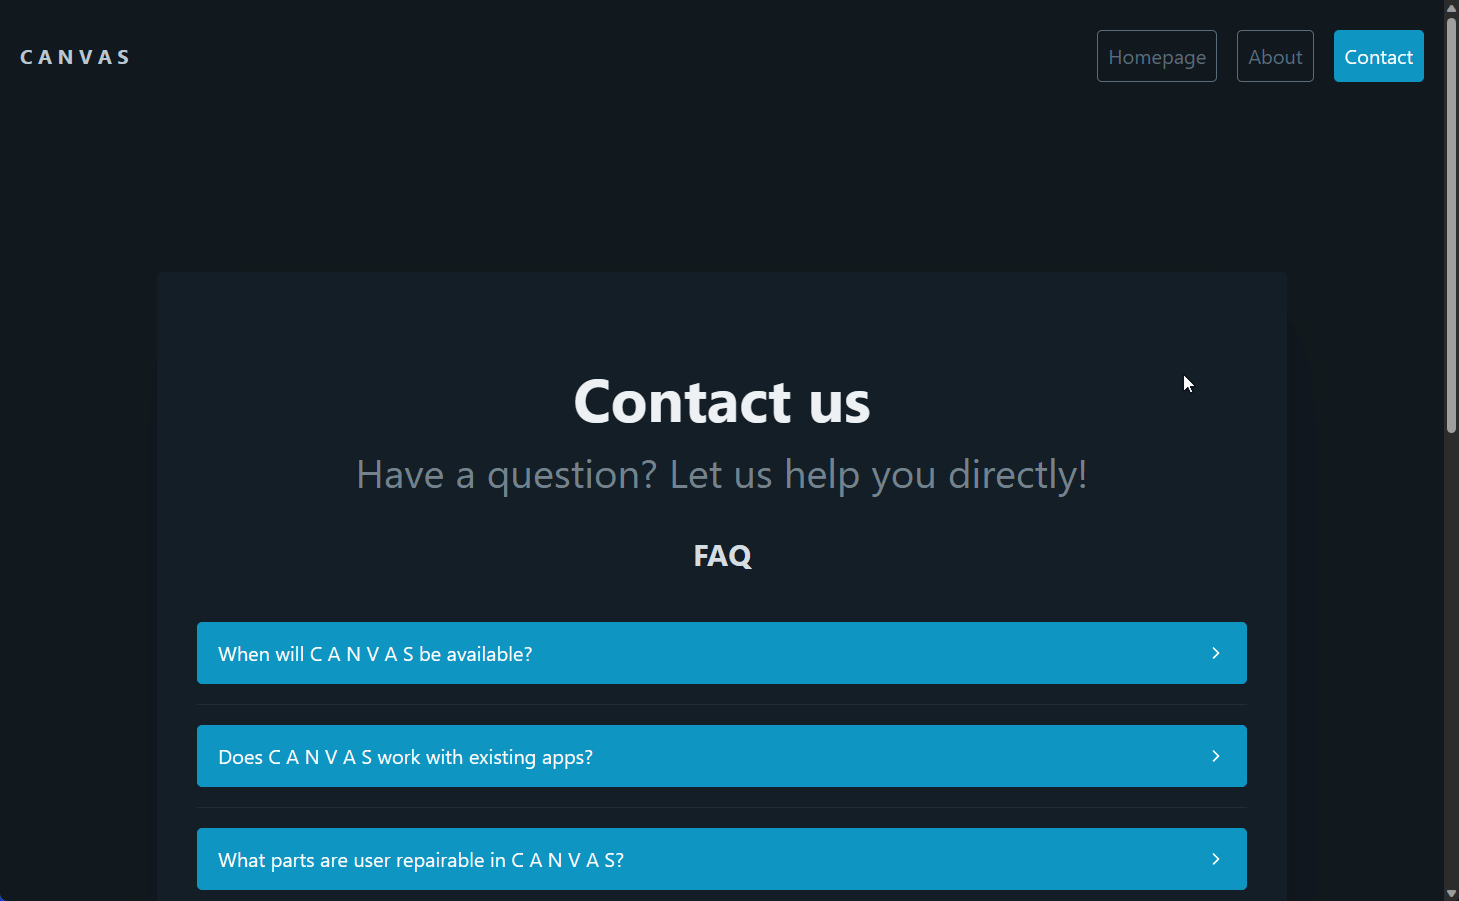 C A N V A S
Homepage
About
Contact
Contact us
Have a question? Let us help you directly!
FAQ
When will C A N V A S be available?
Does C A N V A S work with existing apps?
What parts are user repairable in C A N V A S?